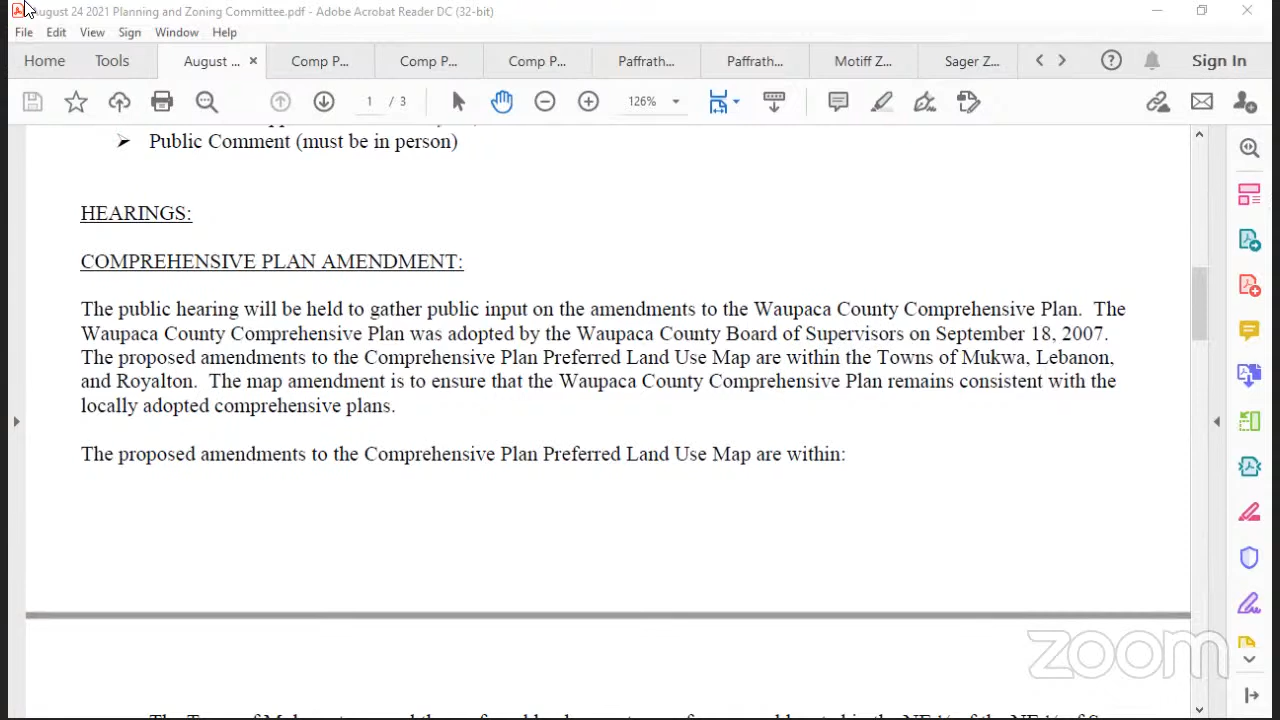 August 24 2021 Planning and Zoning Committee.pdf - Adobe Acrobat Reader DC (32-bit)
File Edit View Sign Window Help
Home Tools August ... × Comp P... Comp P... Comp P... Paffrath... Paffrath... Motiff Z... Sager Z... Sign In
1 / 3 126%
➢ Public Comment (must be in person)
HEARINGS:
COMPREHENSIVE PLAN AMENDMENT:
The public hearing will be held to gather public input on the amendments to the Waupaca County Comprehensive Plan. The
Waupaca County Comprehensive Plan was adopted by the Waupaca County Board of Supervisors on September 18, 2007.
The proposed amendments to the Comprehensive Plan Preferred Land Use Map are within the Towns of Mukwa, Lebanon,
and Royalton. The map amendment is to ensure that the Waupaca County Comprehensive Plan remains consistent with the
locally adopted comprehensive plans.
The proposed amendments to the Comprehensive Plan Preferred Land Use Map are within:
zoom